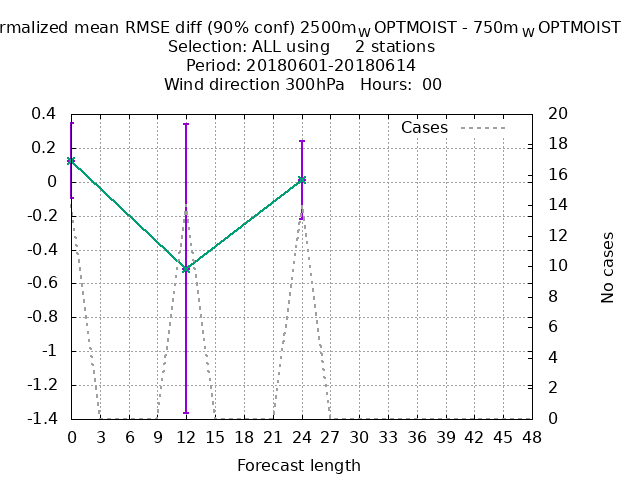 rmalized mean RMSE diff (90% conf) 2500m W OPTMOIST - 750m W OPTMOIST
Selection: ALL using 2 stations
Period: 20180601-20180614
Wind direction 300hPa Hours: 00
Cases
0.4
0.2
0
-0.2
-0.4
-0.6
-0.8
-1
-1.2
-1.4
20
18
16
14
12
10
8
6
4
2
0
No cases
0 3 6 9 12 15 18 21 24 27 30 33 36 39 42 45 48
Forecast length